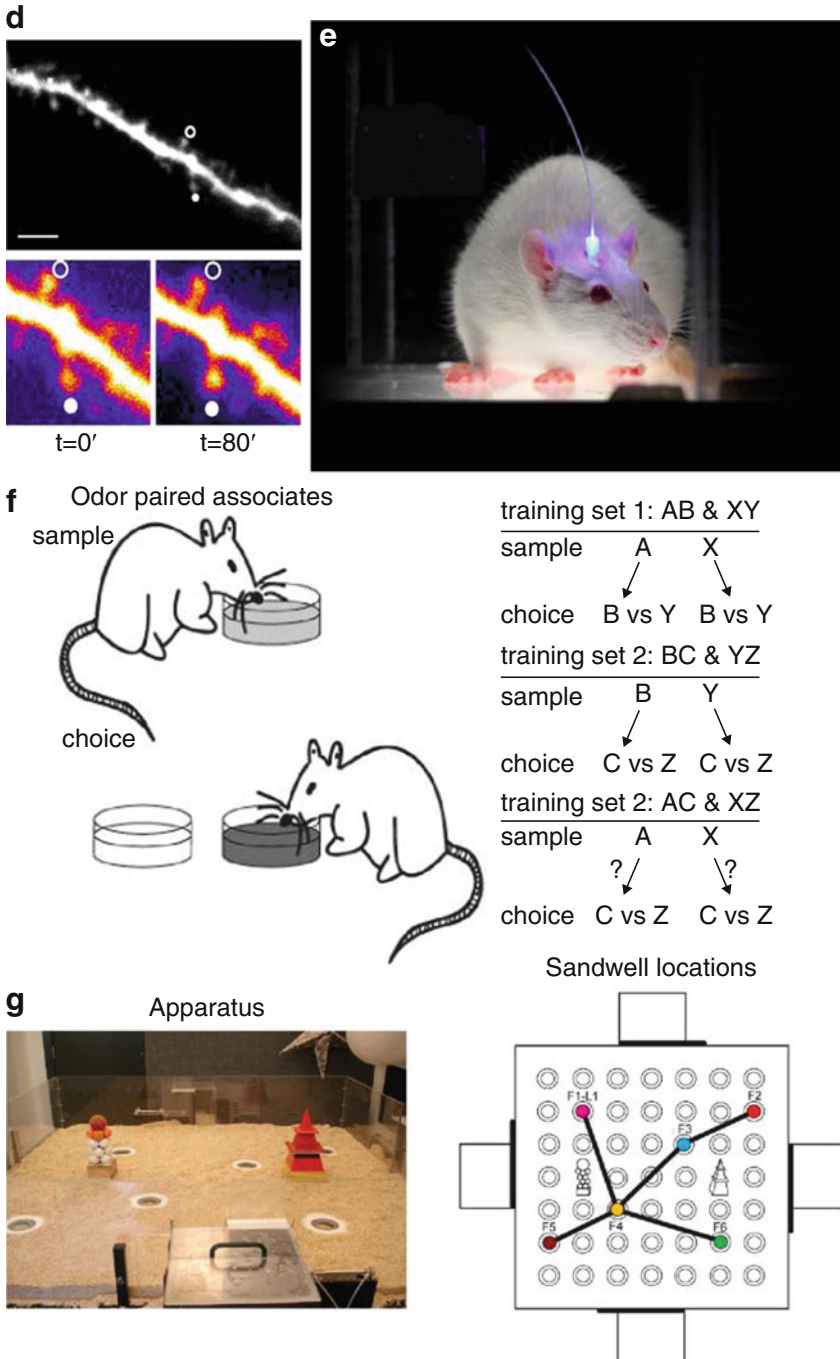 d
e
t=0′
t=80′
f
Odor paired associates
sample
choice
training set 1: AB & XY
sample A X
choice B vs Y B vs Y
training set 2: BC & YZ
sample B Y
choice C vs Z C vs Z
training set 2: AC & XZ
sample A X
? ?
choice C vs Z C vs Z
g
Apparatus
Sandwell locations
F1-L1
F2
F3
F4
F5
F6